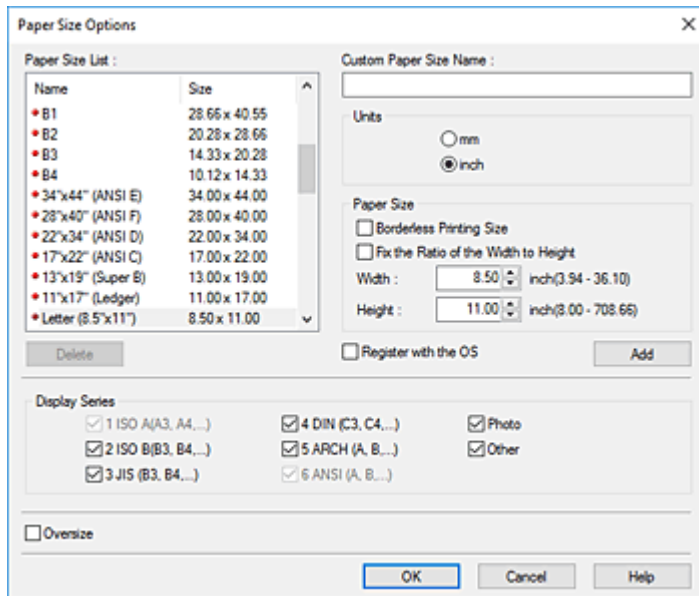 Paper Size Options
Paper Size List :
Name Size
B1 28.66 x 40.55
B2 20.28 x 28.66
B3 14.33 x 20.28
B4 10.12 x 14.33
34"x44" (ANSI E) 34.00 x 44.00
28"x40" (ANSI F) 28.00 x 40.00
22"x34" (ANSI D) 22.00 x 34.00
17"x22" (ANSI C) 17.00 x 22.00
13"x19" (Super B) 13.00 x 19.00
11"x17" (Ledger) 11.00 x 17.00
Letter (8.5"x11") 8.50 x 11.00
Delete
Custom Paper Size Name :
Units
mm
inch
Paper Size
Borderless Printing Size
Fix the Ratio of the Width to Height
Width : 8.50 inch(3.94 - 36.10)
Height : 11.00 inch(8.00 - 708.66)
Register with the OS Add
Display Series
1 ISO A(A3, A4,...) 4 DIN (C3, C4,...) Photo
2 ISO B(B3, B4,...) 5 ARCH (A, B,...) Other
3 JIS (B3, B4,...) 6 ANSI (A, B,...)
Oversize
OK Cancel Help